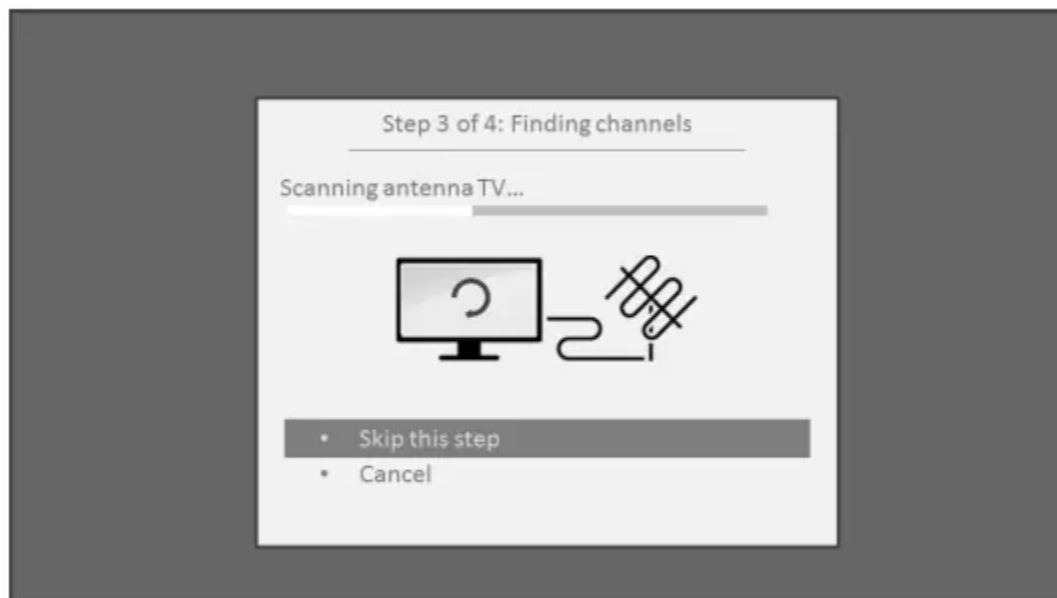 Step 3 of 4: Finding channels
Scanning antenna TV...
• Skip this step
• Cancel